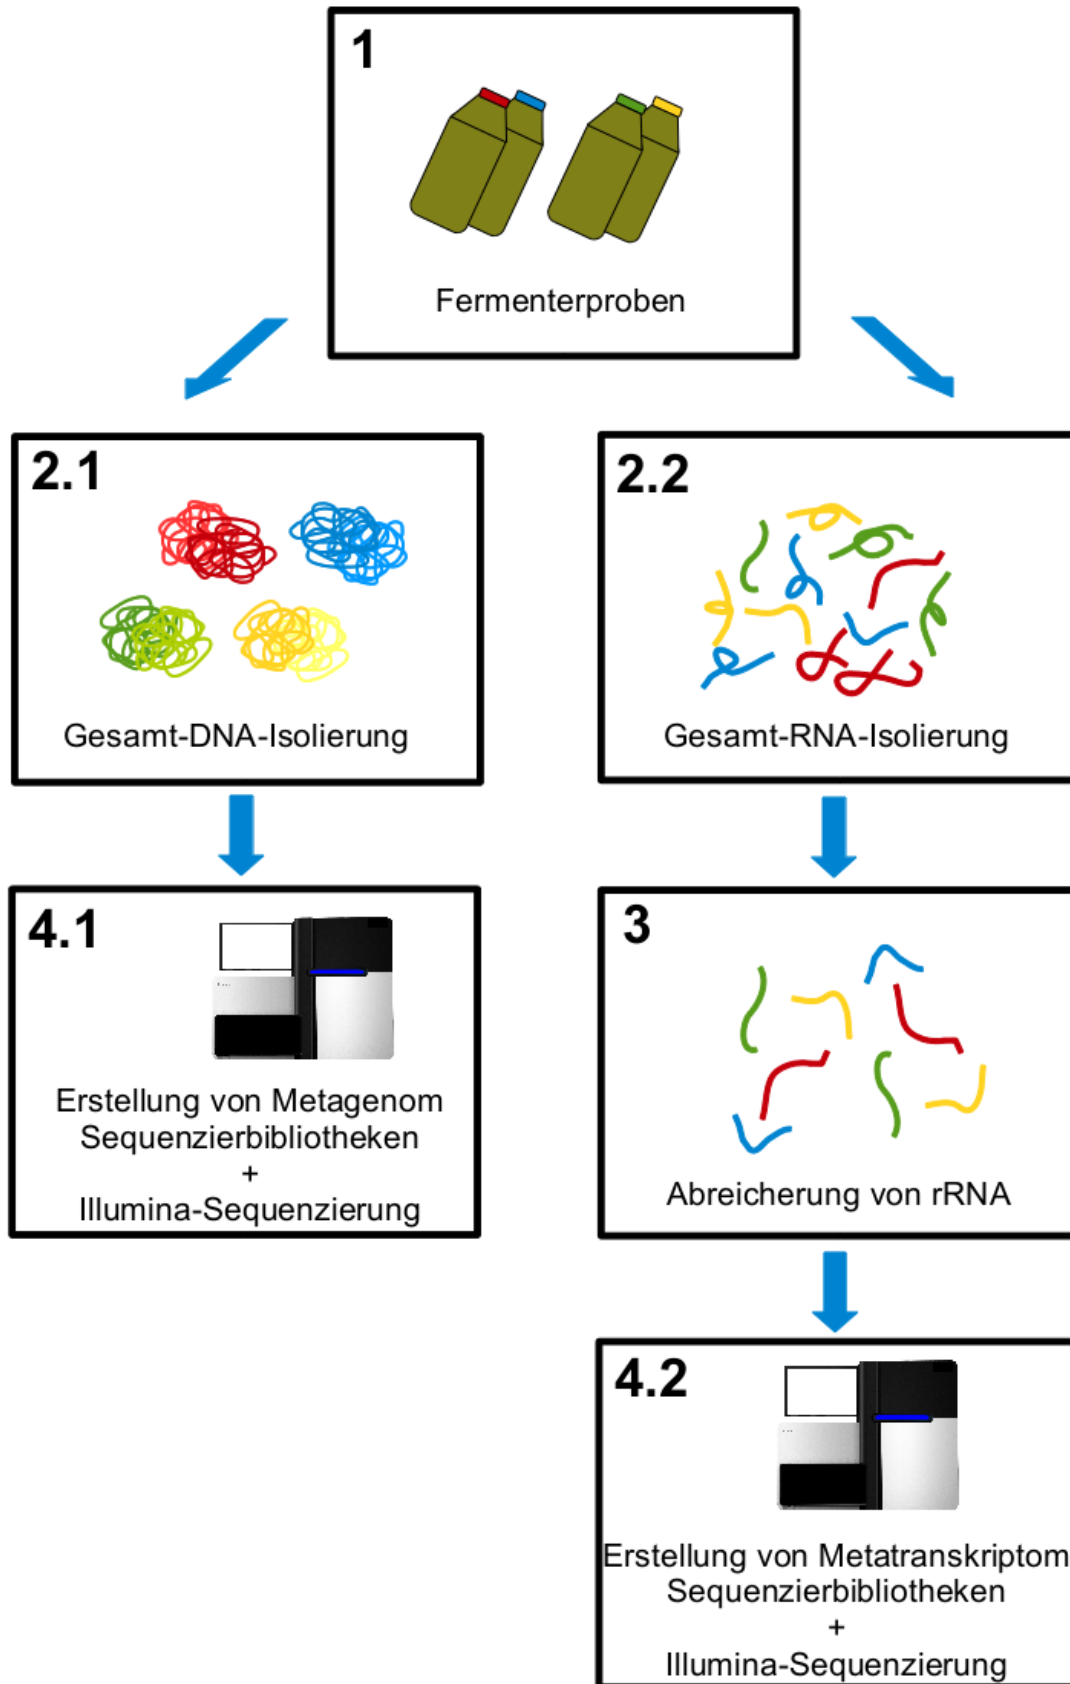 1
Fermenterproben
2.1
Gesamt-DNA-Isolierung
2.2
Gesamt-RNA-Isolierung
4.1
Erstellung von Metagenom
Sequenzierbibliotheken
+
Illumina-Sequenzierung
3
Abreicherung von rRNA
4.2
Erstellung von Metatranskriptom
Sequenzierbibliotheken
+
Illumina-Sequenzierung